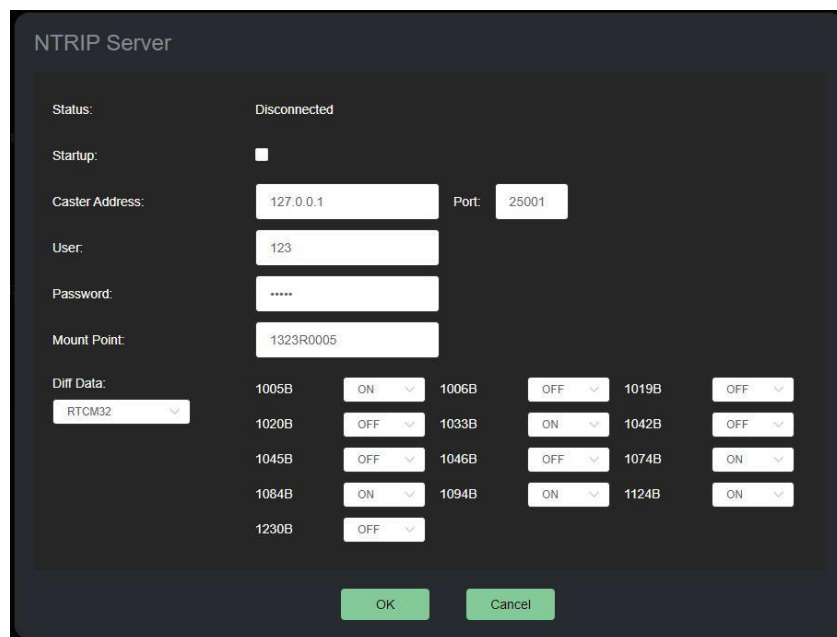 NTRIP Server
Status: Disconnected
Startup:
Caster Address: 127.0.0.1 Port: 25001
User: 123
Password: •••••
Mount Point: 1323R0005
Diff Data:
RTCM32
1005B ON 1006B OFF 1019B OFF
1020B OFF 1033B ON 1042B OFF
1045B OFF 1046B OFF 1074B ON
1084B ON 1094B ON 1124B ON
1230B OFF
OK Cancel